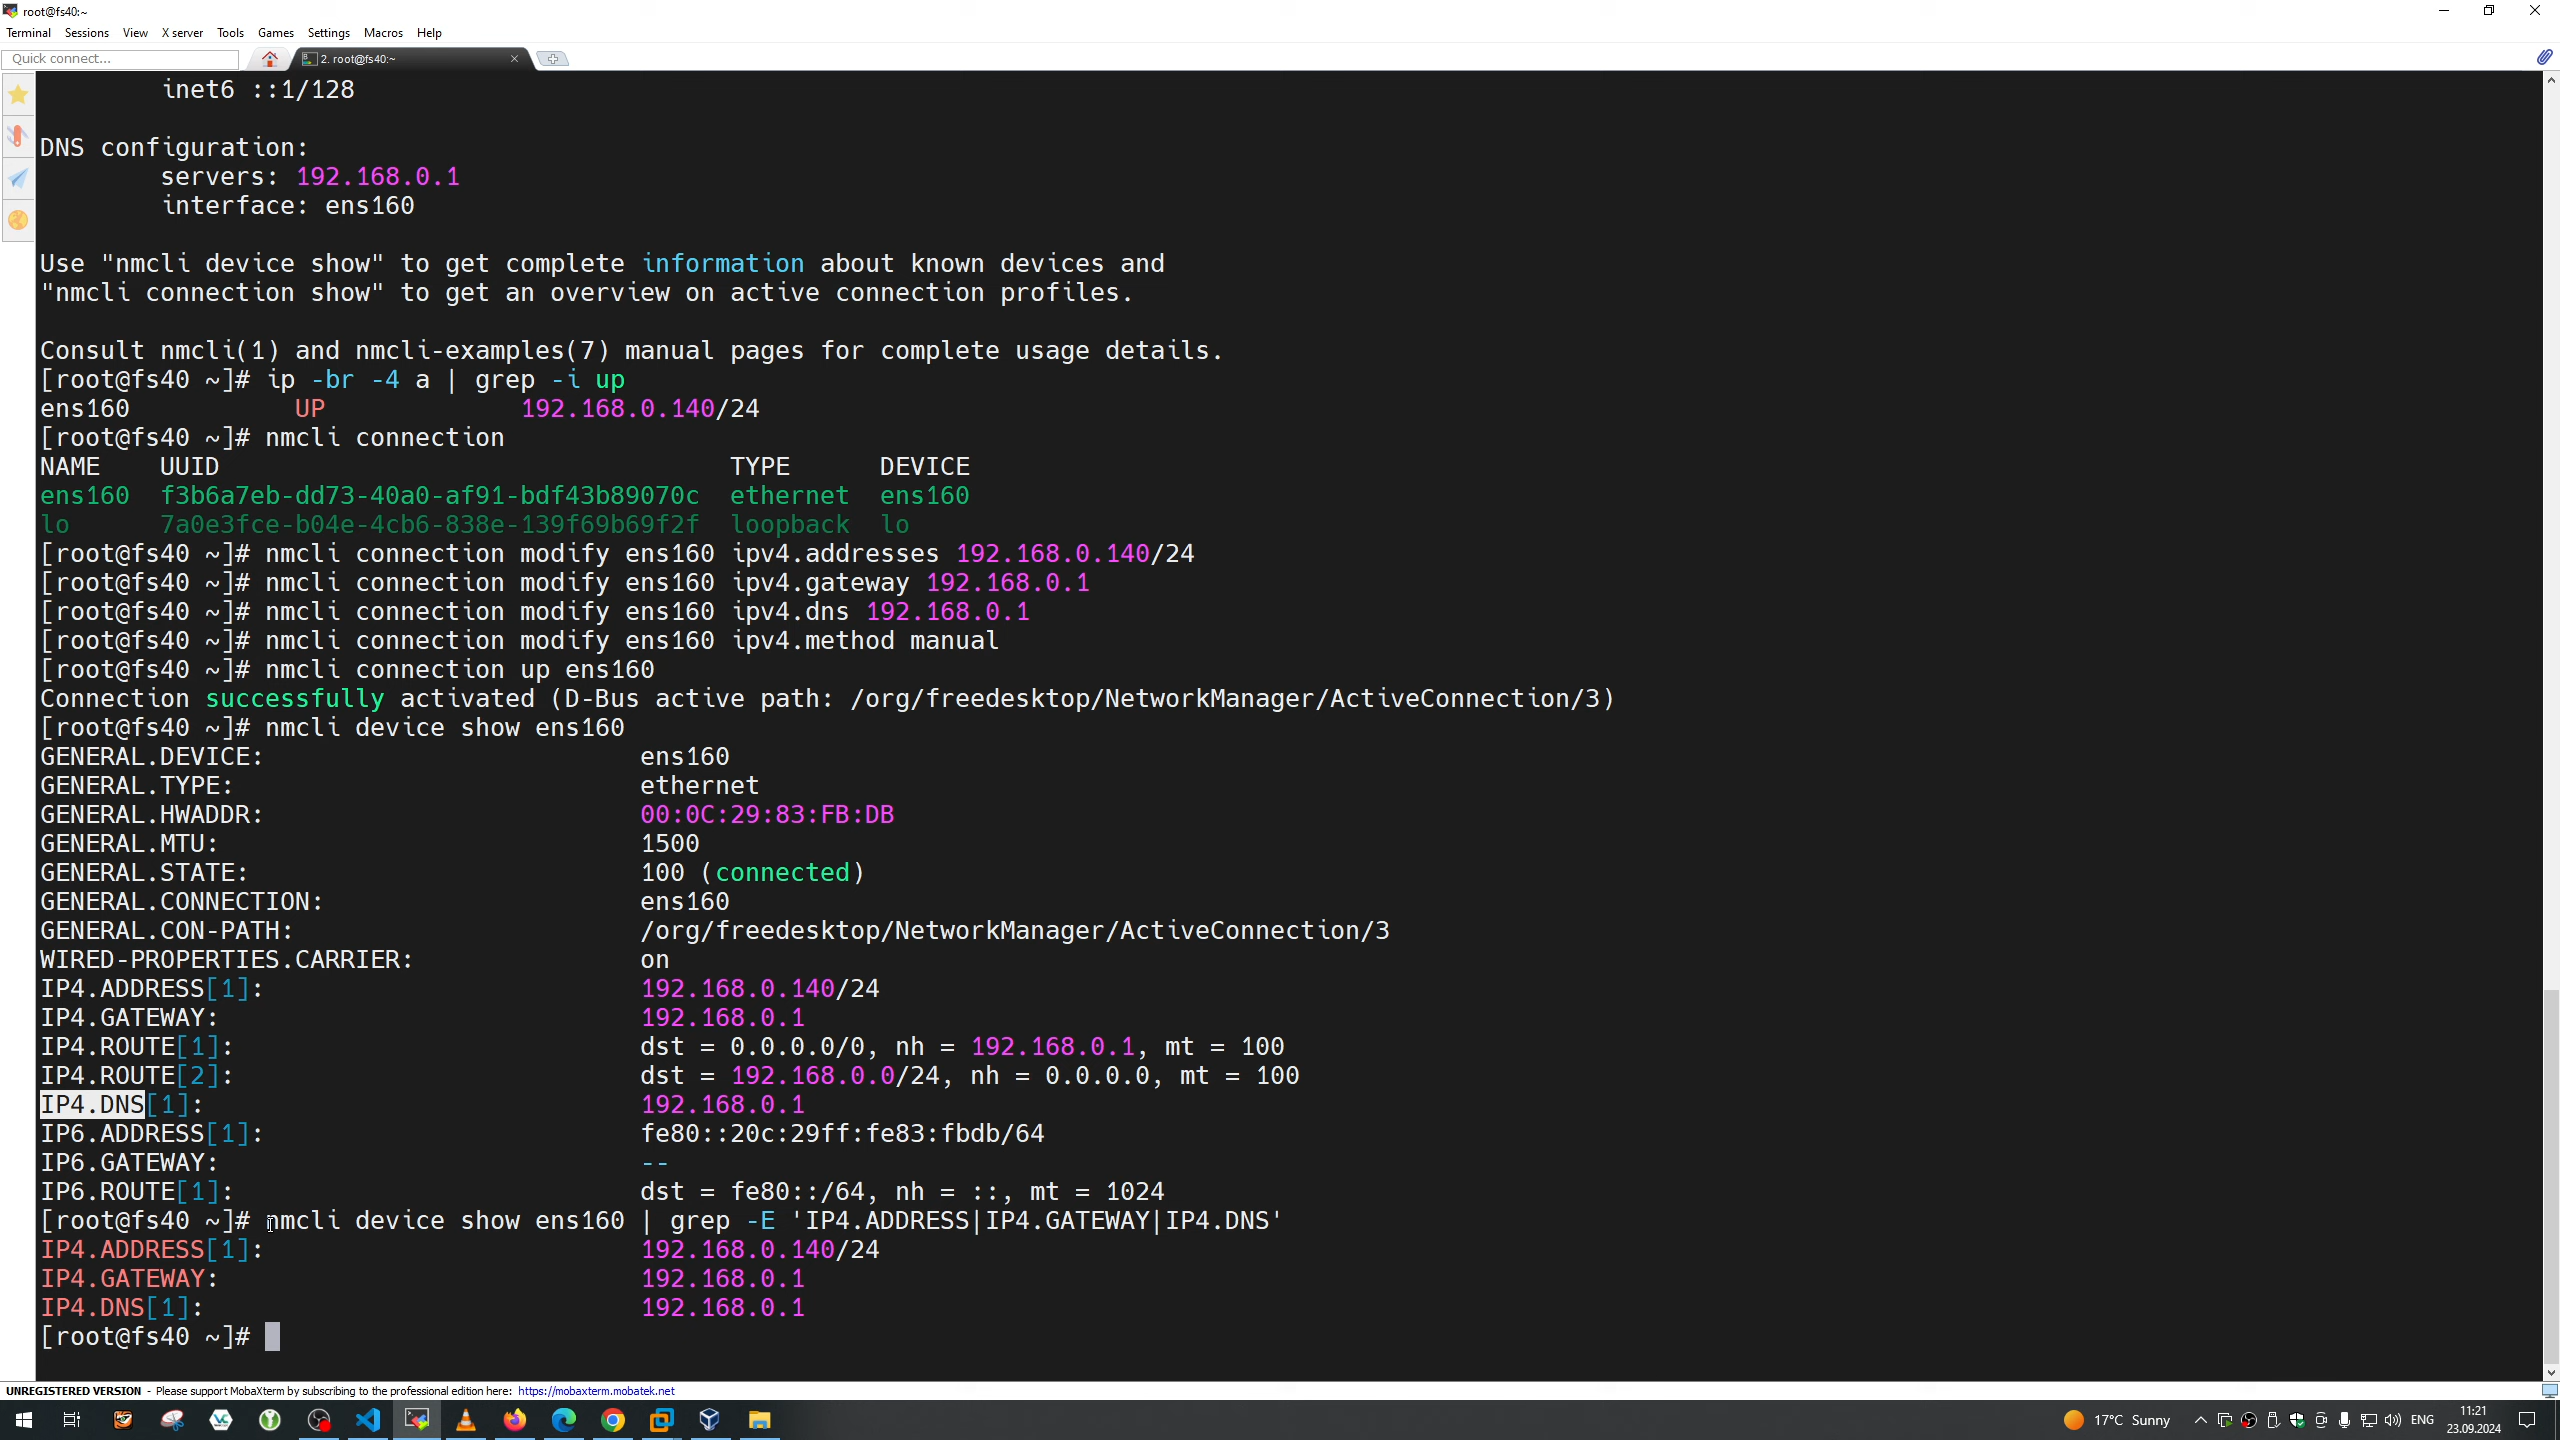 root@fs40:~
Terminal Sessions View X server Tools Games Settings Macros Help
Quick connect... 2. root@fs40:~
inet6 ::1/128
DNS configuration:
servers: 192.168.0.1
interface: ens160
Use "nmcli device show" to get complete information about known devices and
"nmcli connection show" to get an overview on active connection profiles.
Consult nmcli(1) and nmcli-examples(7) manual pages for complete usage details.
[root@fs40 ~]# ip -br -4 a | grep -i up
ens160 UP 192.168.0.140/24
[root@fs40 ~]# nmcli connection
NAME UUID TYPE DEVICE
ens160 f3b6a7eb-dd73-40a0-af91-bdf43b89070c ethernet ens160
lo 7a0e3fce-b04e-4cb6-838e-139f69b69f2f loopback lo
[root@fs40 ~]# nmcli connection modify ens160 ipv4.addresses 192.168.0.140/24
[root@fs40 ~]# nmcli connection modify ens160 ipv4.gateway 192.168.0.1
[root@fs40 ~]# nmcli connection modify ens160 ipv4.dns 192.168.0.1
[root@fs40 ~]# nmcli connection modify ens160 ipv4.method manual
[root@fs40 ~]# nmcli connection up ens160
Connection successfully activated (D-Bus active path: /org/freedesktop/NetworkManager/ActiveConnection/3)
[root@fs40 ~]# nmcli device show ens160
GENERAL.DEVICE: ens160
GENERAL.TYPE: ethernet
GENERAL.HWADDR: 00:0C:29:83:FB:DB
GENERAL.MTU: 1500
GENERAL.STATE: 100 (connected)
GENERAL.CONNECTION: ens160
GENERAL.CON-PATH: /org/freedesktop/NetworkManager/ActiveConnection/3
WIRED-PROPERTIES.CARRIER: on
IP4.ADDRESS[1]: 192.168.0.140/24
IP4.GATEWAY: 192.168.0.1
IP4.ROUTE[1]: dst = 0.0.0.0/0, nh = 192.168.0.1, mt = 100
IP4.ROUTE[2]: dst = 192.168.0.0/24, nh = 0.0.0.0, mt = 100
IP4.DNS[1]: 192.168.0.1
IP6.ADDRESS[1]: fe80::20c:29ff:fe83:fbdb/64
IP6.GATEWAY: --
IP6.ROUTE[1]: dst = fe80::/64, nh = ::, mt = 1024
[root@fs40 ~]# nmcli device show ens160 | grep -E 'IP4.ADDRESS|IP4.GATEWAY|IP4.DNS'
IP4.ADDRESS[1]: 192.168.0.140/24
IP4.GATEWAY: 192.168.0.1
IP4.DNS[1]: 192.168.0.1
[root@fs40 ~]#
UNREGISTERED VERSION - Please support MobaXterm by subscribing to the professional edition here: https://mobaxterm.mobatek.net
17°C Sunny ENG 11:21
23.09.2024